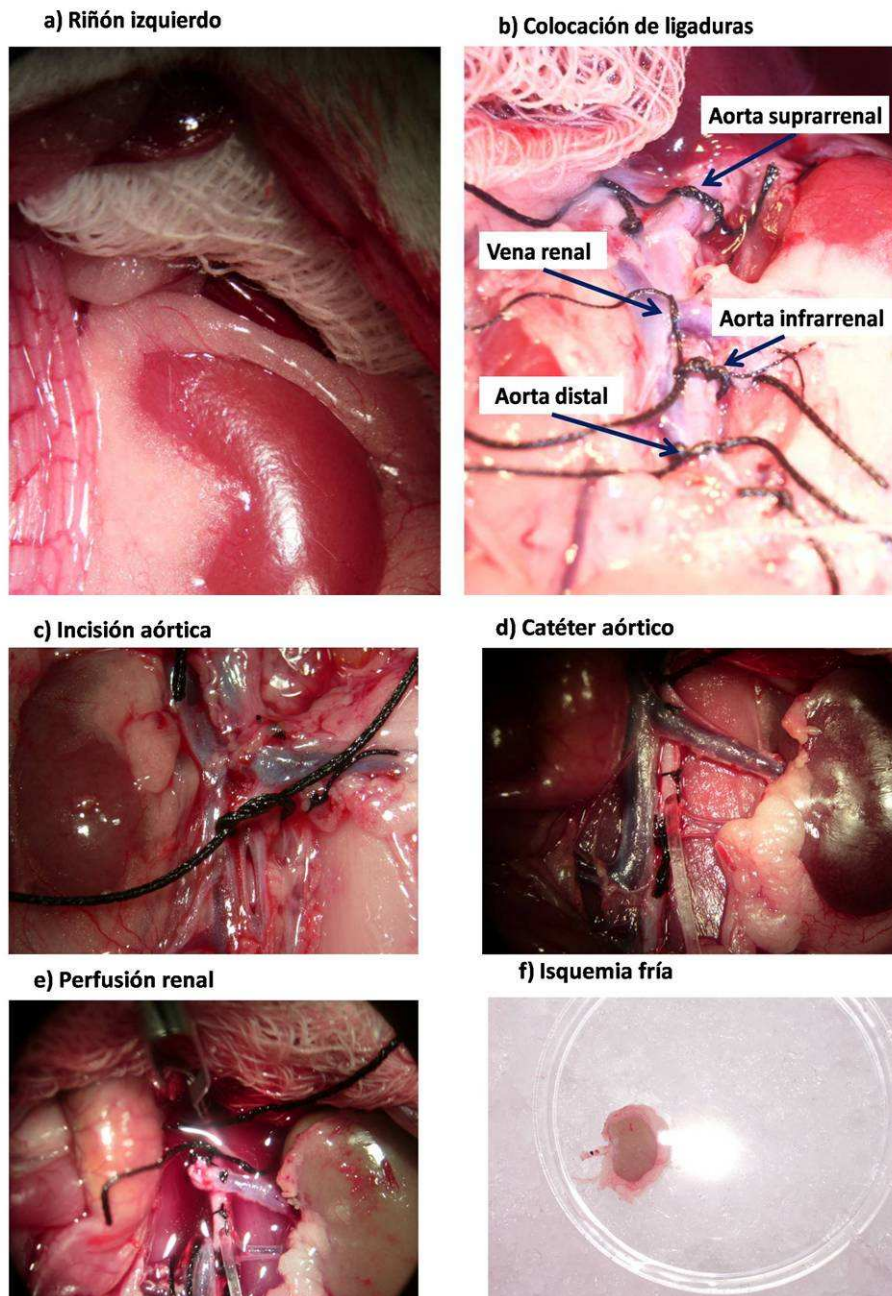 a) Riñón izquierdo
b) Colocación de ligaduras
Aorta suprarrenal
Vena renal
Aorta infrarrenal
Aorta distal
c) Incisión aórtica
d) Catéter aórtico
e) Perfusión renal
f) Isquemia fría